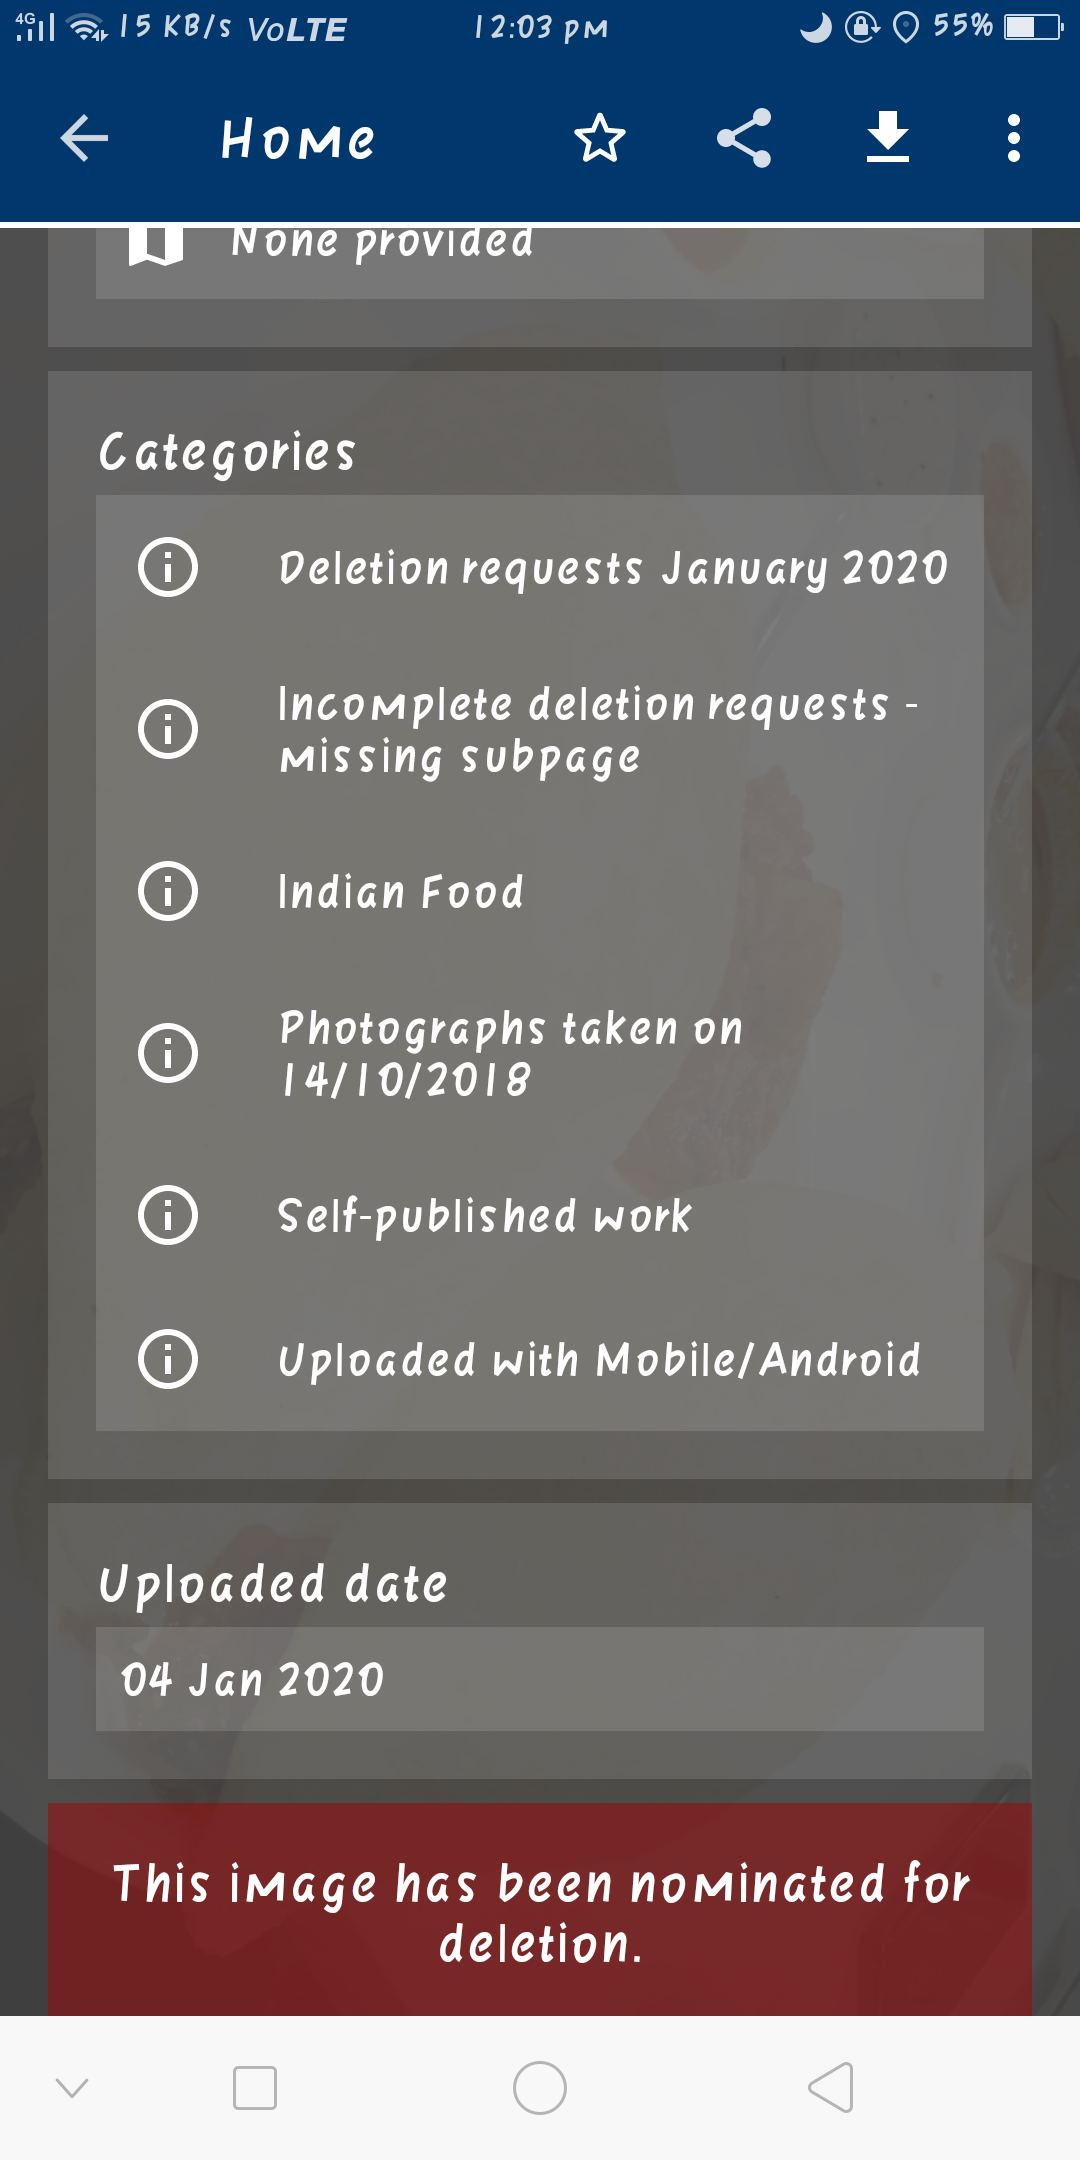 4G 15 KB/s VoLTE 12:03 pm 55%
Home
None provided
Categories
Deletion requests January 2020
Incomplete deletion requests -
missing subpage
Indian Food
Photographs taken on
14/10/2018
Self-published work
Uploaded with Mobile/Android
Uploaded date
04 Jan 2020
This image has been nominated for
deletion.